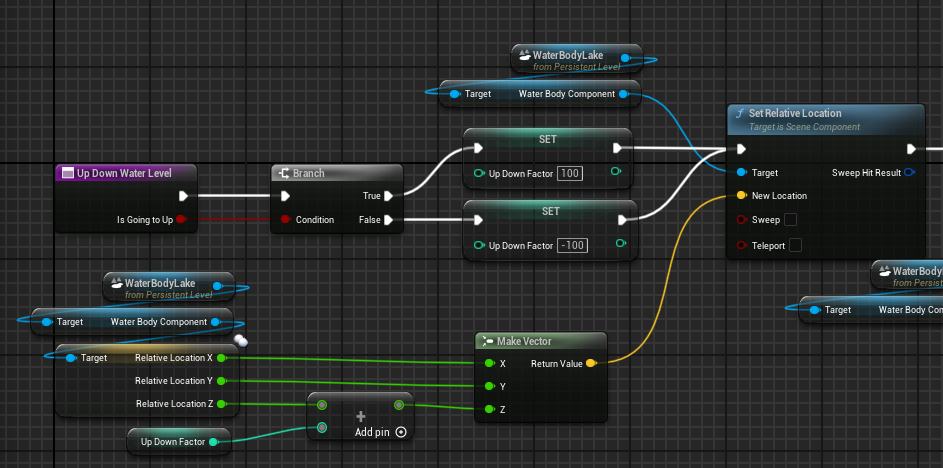 WaterBodyLake
from Persistent Level
Target Water Body Component
Set Relative Location
Target is Scene Component
SET
Up Down Factor 100
Target Sweep Hit Result
New Location
Sweep
Teleport
Up Down Water Level
Is Going to Up
Branch
True
Condition False
SET
Up Down Factor -100
WaterBodyLake
from Persistent Level
Target Water Body Component
Target Relative Location X
Relative Location Y
Relative Location Z
Up Down Factor
Add pin
Make Vector
X Return Value
Y
Z
WaterBody
from Persist
Target Water Body Con